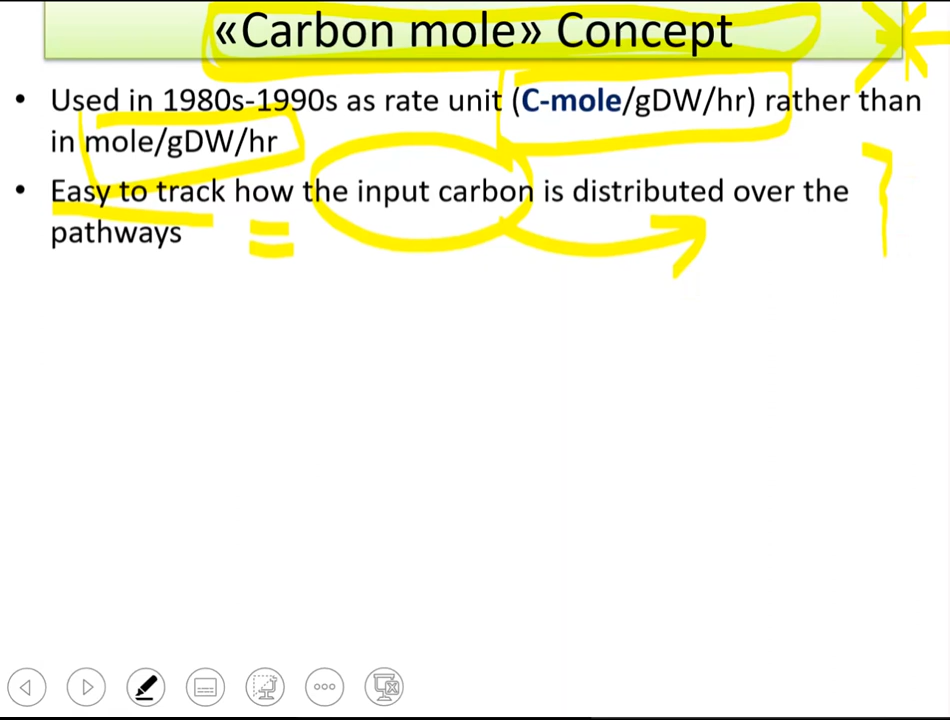 «Carbon mole» Concept
• Used in 1980s-1990s as rate unit (C-mole/gDW/hr) rather than
in mole/gDW/hr
• Easy to track how the input carbon is distributed over the
pathways